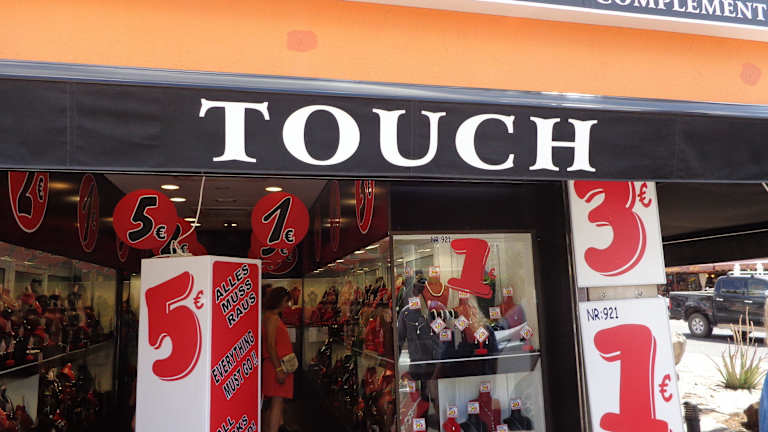 COMPLEMENT
TOUCH
2€
5€
1€
5€
ALLES
MUSS
RAUS
EVERYTHING
MUST GO!!
ALL
NR:921
1
3€
NR:921
1€